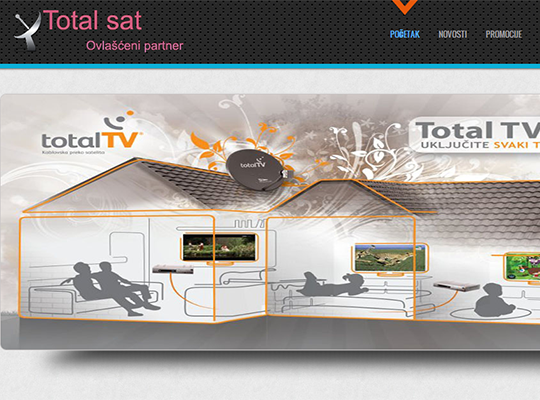 Total sat
Ovlašćeni partner
POČETAK NOVOSTI PROMOCIJE
totalTV
Kablovska preko satelita
totalTV
Total TV
UKLJUČITE SVAKI T